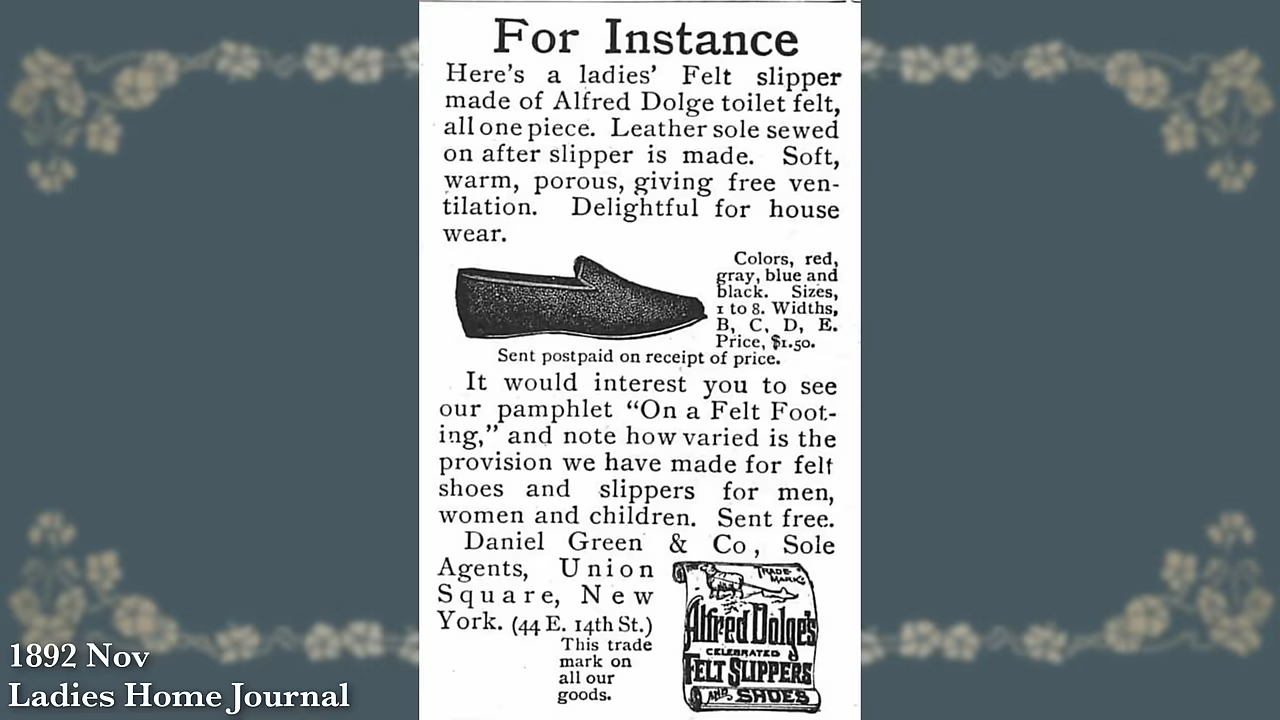 For Instance
Here's a ladies' Felt slipper
made of Alfred Dolge toilet felt,
all one piece. Leather sole sewed
on after slipper is made. Soft,
warm, porous, giving free ven-
tilation. Delightful for house
wear.
Colors, red,
gray, blue and
black. Sizes,
1 to 8. Widths,
B, C, D, E.
Price, $1.50.
Sent postpaid on receipt of price.
It would interest you to see
our pamphlet “On a Felt Foot-
ing,” and note how varied is the
provision we have made for felt
shoes and slippers for men,
women and children. Sent free.
Daniel Green & Co, Sole
Agents, Union
Square, New
York. (44 E. 14th St.)
This trade
mark on
all our
goods.
TRADE
MARK
Alfred Dolge's
CELEBRATED
FELT SLIPPERS
AND SHOES
1892 Nov
Ladies Home Journal